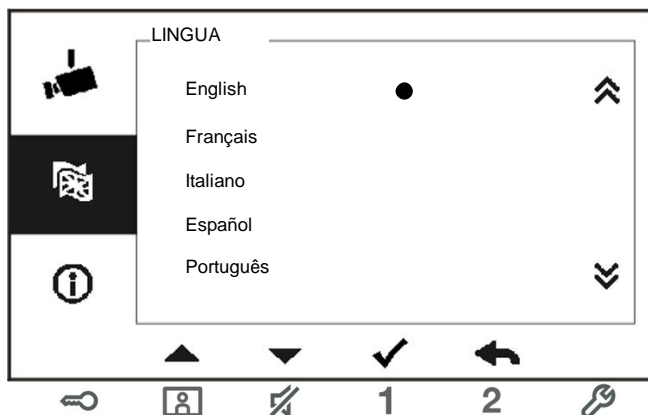 LINGUA
English
Français
Italiano
Español
Português
1 2